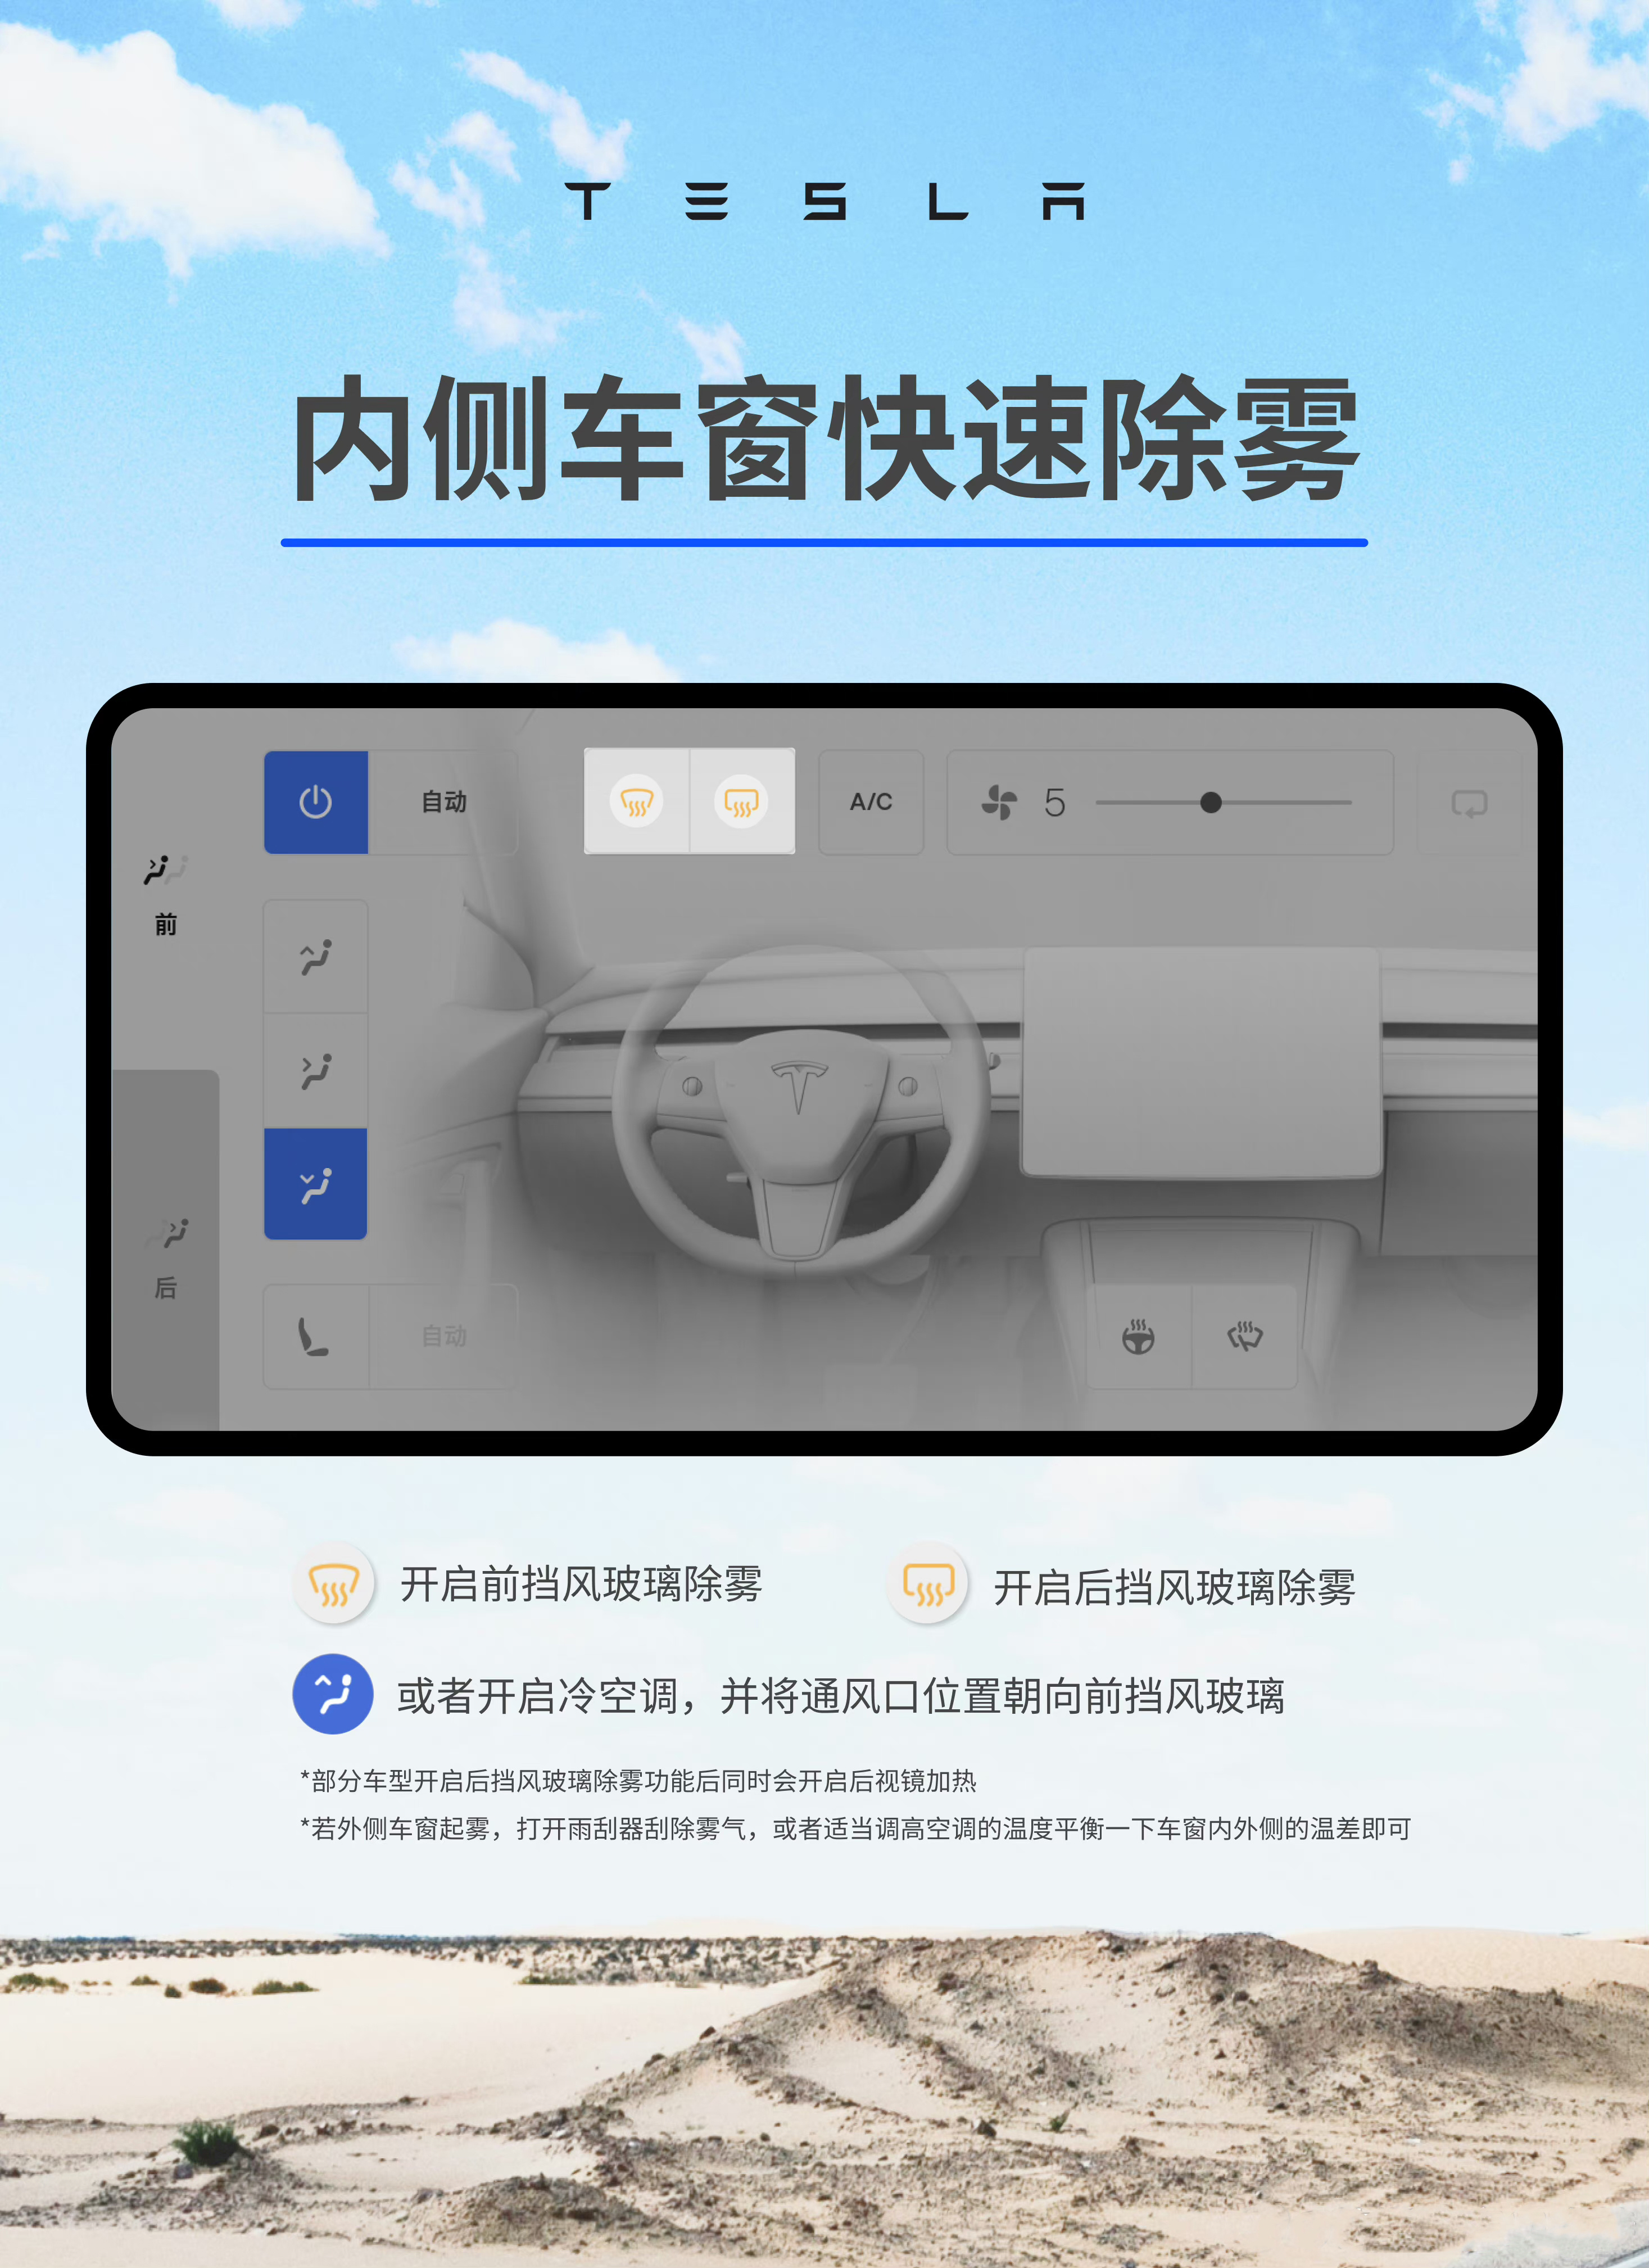 TESLA
内侧车窗快速除雾
自动
A/C
5
前
后
自动
开启前挡风玻璃除雾
开启后挡风玻璃除雾
或者开启冷空调，并将通风口位置朝向前挡风玻璃
*部分车型开启后挡风玻璃除雾功能后同时会开启后视镜加热
*若外侧车窗起雾，打开雨刮器刮除雾气，或者适当调高空调的温度平衡一下车窗内外侧的温差即可